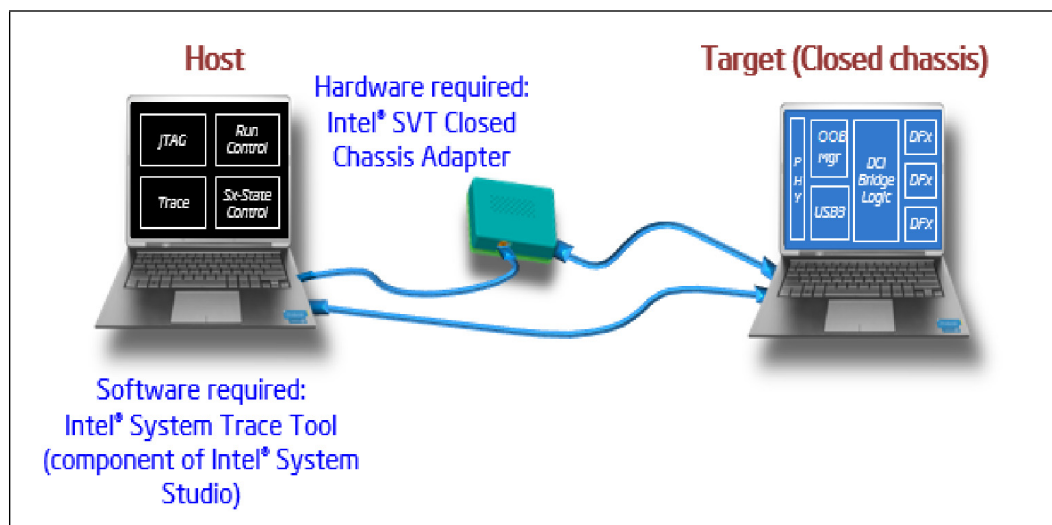 Host
Target (Closed chassis)
Hardware required:
Intel® SVT Closed
Chassis Adapter
JTAG
Run
Control
Trace
Sx-State
Control
P
H
Y
OOB
Mgr
USB3
DCI
Bridge
Logic
DFx
DFx
DFx
Software required:
Intel® System Trace Tool
(component of Intel® System
Studio)